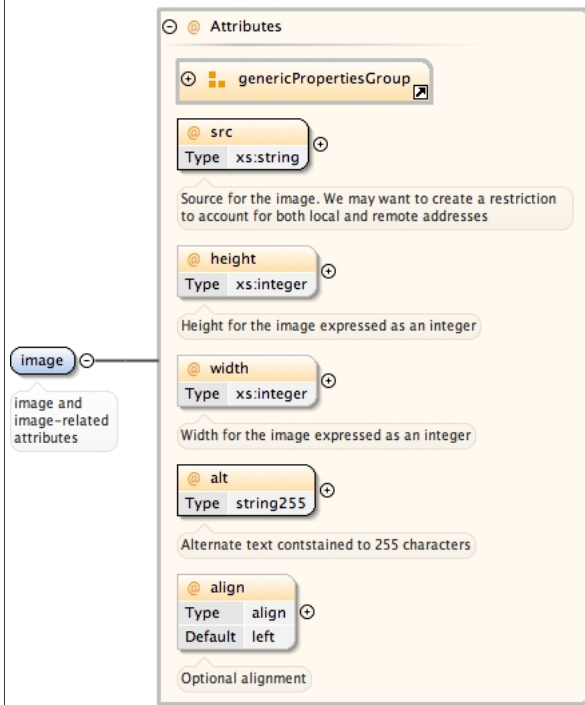 @ Attributes
genericPropertiesGroup
@ src
Type xs:string
Source for the image. We may want to create a restriction
to account for both local and remote addresses
@ height
Type xs:integer
Height for the image expressed as an integer
image
image and
image-related
attributes
@ width
Type xs:integer
Width for the image expressed as an integer
@ alt
Type string255
Alternate text contstained to 255 characters
@ align
Type align
Default left
Optional alignment